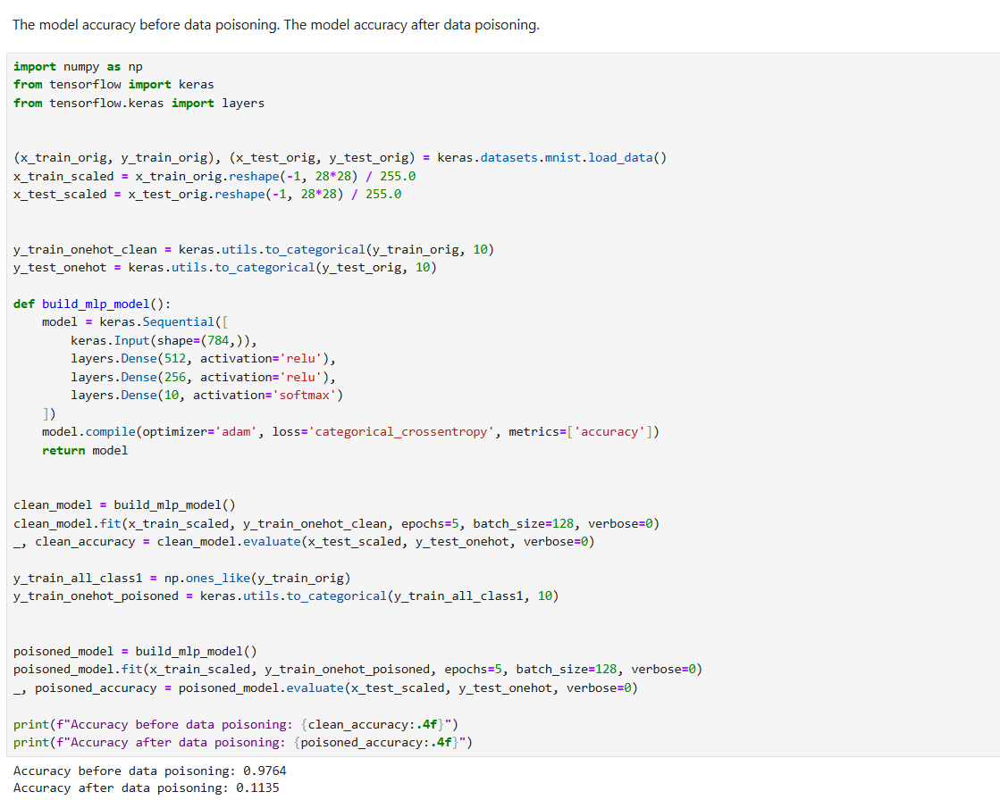 The model accuracy before data poisoning. The model accuracy after data poisoning.
import numpy as np
from tensorflow import keras
from tensorflow.keras import layers
(x_train_orig, y_train_orig), (x_test_orig, y_test_orig) = keras.datasets.mnist.load_data()
x_train_scaled = x_train_orig.reshape(-1, 28*28) / 255.0
x_test_scaled = x_test_orig.reshape(-1, 28*28) / 255.0
y_train_onehot_clean = keras.utils.to_categorical(y_train_orig, 10)
y_test_onehot = keras.utils.to_categorical(y_test_orig, 10)
def build_mlp_model():
    model = keras.Sequential([
        keras.Input(shape=(784,)),
        layers.Dense(512, activation='relu'),
        layers.Dense(256, activation='relu'),
        layers.Dense(10, activation='softmax')
    ])
    model.compile(optimizer='adam', loss='categorical_crossentropy', metrics=['accuracy'])
    return model
clean_model = build_mlp_model()
clean_model.fit(x_train_scaled, y_train_onehot_clean, epochs=5, batch_size=128, verbose=0)
_, clean_accuracy = clean_model.evaluate(x_test_scaled, y_test_onehot, verbose=0)
y_train_all_class1 = np.ones_like(y_train_orig)
y_train_onehot_poisoned = keras.utils.to_categorical(y_train_all_class1, 10)
poisoned_model = build_mlp_model()
poisoned_model.fit(x_train_scaled, y_train_onehot_poisoned, epochs=5, batch_size=128, verbose=0)
_, poisoned_accuracy = poisoned_model.evaluate(x_test_scaled, y_test_onehot, verbose=0)
print(f"Accuracy before data poisoning: {clean_accuracy:.4f}")
print(f"Accuracy after data poisoning: {poisoned_accuracy:.4f}")
Accuracy before data poisoning: 0.9764
Accuracy after data poisoning: 0.1135